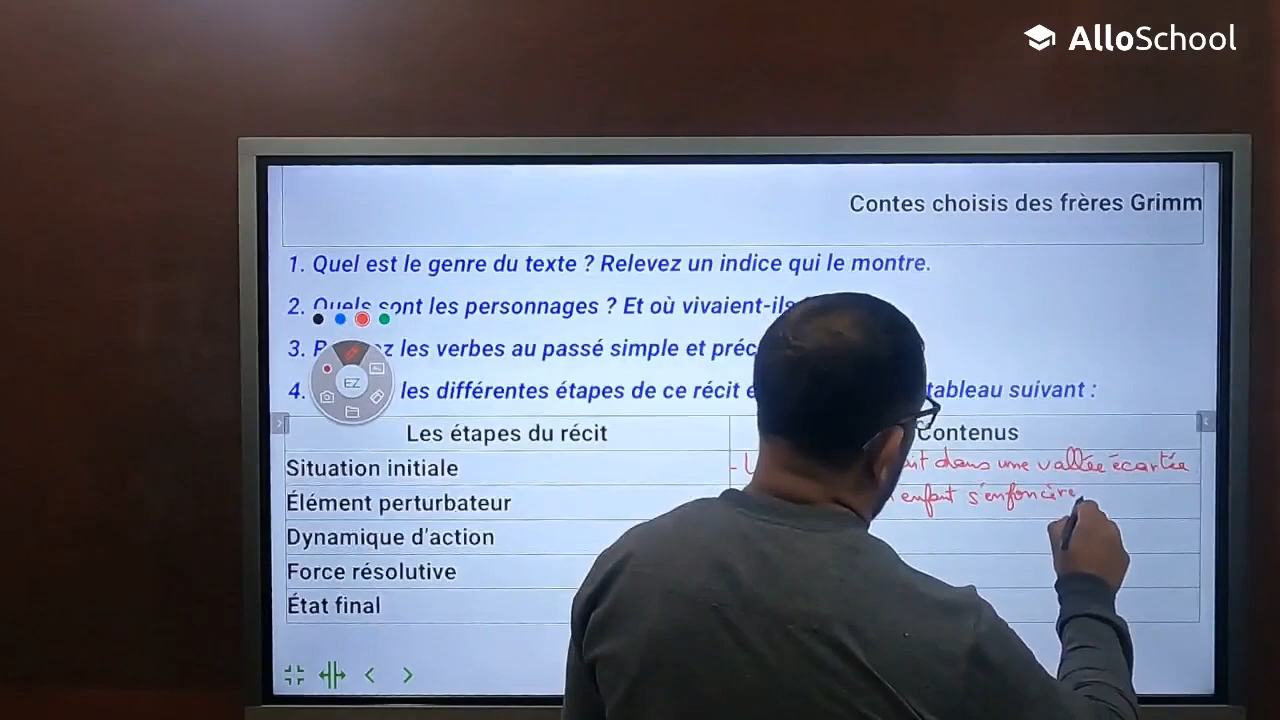 AlloSchool
Contes choisis des frères Grimm
1. Quel est le genre du texte ? Relevez un indice qui le montre.
2. Quels sont les personnages ? Et où vivaient-ils
3. les verbes au passé simple et
4. les différentes étapes de ce récit tableau suivant :
EZ
Les étapes du récit Contenus
Situation initiale - dans une vallée écartée
Élément perturbateur enfant s'enfoncère
Dynamique d'action
Force résolutive
État final